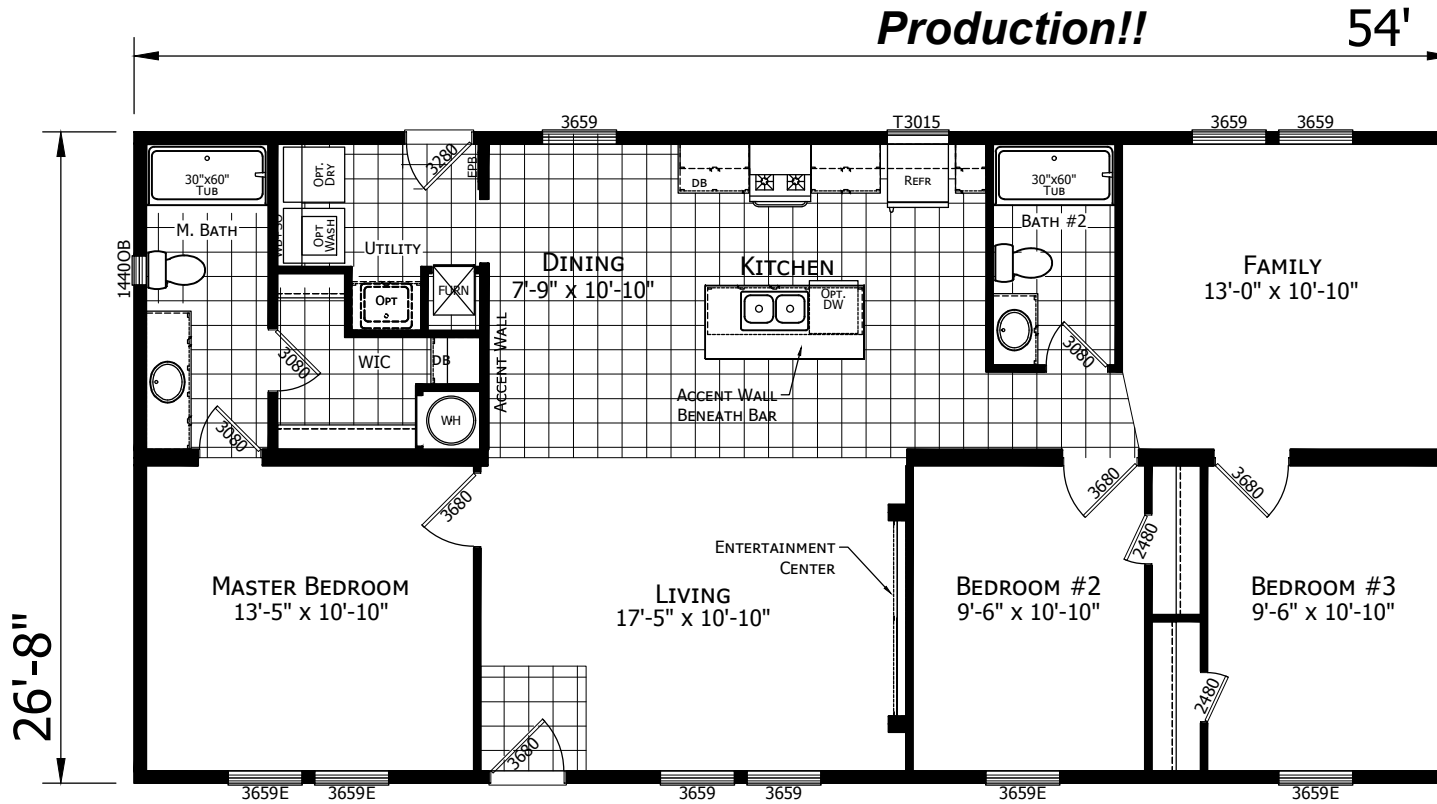 Production!!
54'
3659
T3015
3659
3659
30"x60"
TUB
OPT.
DRY
3280
EPB
DB
REFR
30"x60"
TUB
M. BATH
OPT
WASH
UTILITY
BATH #2
1440OB
DINING
7'-9" x 10'-10"
KITCHEN
FAMILY
13'-0" x 10'-10"
OPT
FURN
OPT.
DW
3080
WIC
DB
ACCENT WALL
3080
ACCENT WALL
BENEATH BAR
3080
WH
3680
3680
3680
2480
ENTERTAINMENT
CENTER
MASTER BEDROOM
13'-5" x 10'-10"
LIVING
17'-5" x 10'-10"
BEDROOM #2
9'-6" x 10'-10"
BEDROOM #3
9'-6" x 10'-10"
26'-8"
2480
3680
3659E
3659E
3659
3659
3659E
3659E